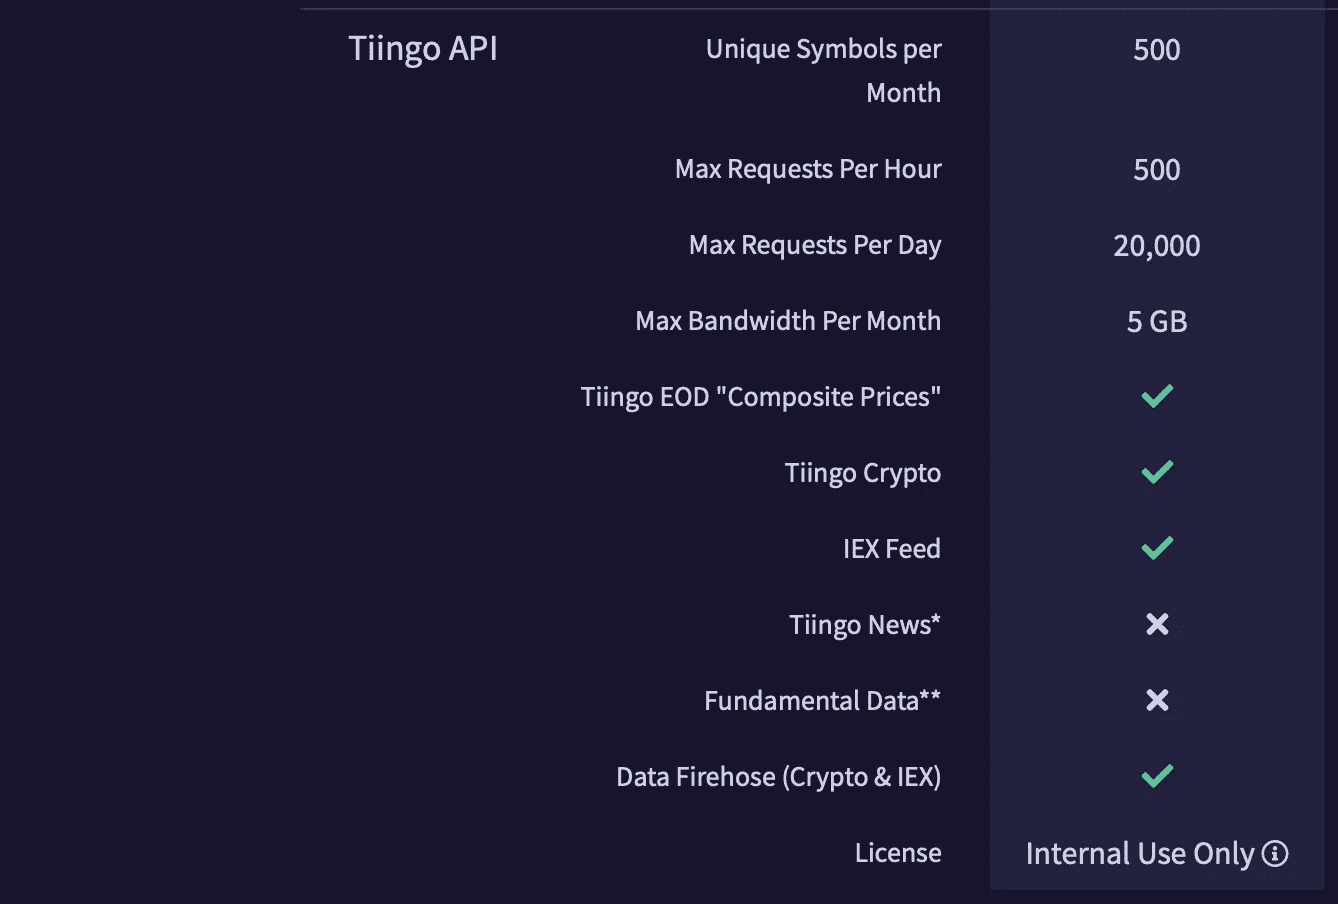 Tiingo API
Unique Symbols per
Month
500
Max Requests Per Hour
500
Max Requests Per Day
20,000
Max Bandwidth Per Month
5 GB
Tiingo EOD "Composite Prices"
Tiingo Crypto
IEX Feed
Tiingo News*
Fundamental Data**
Data Firehose (Crypto & IEX)
License
Internal Use Only